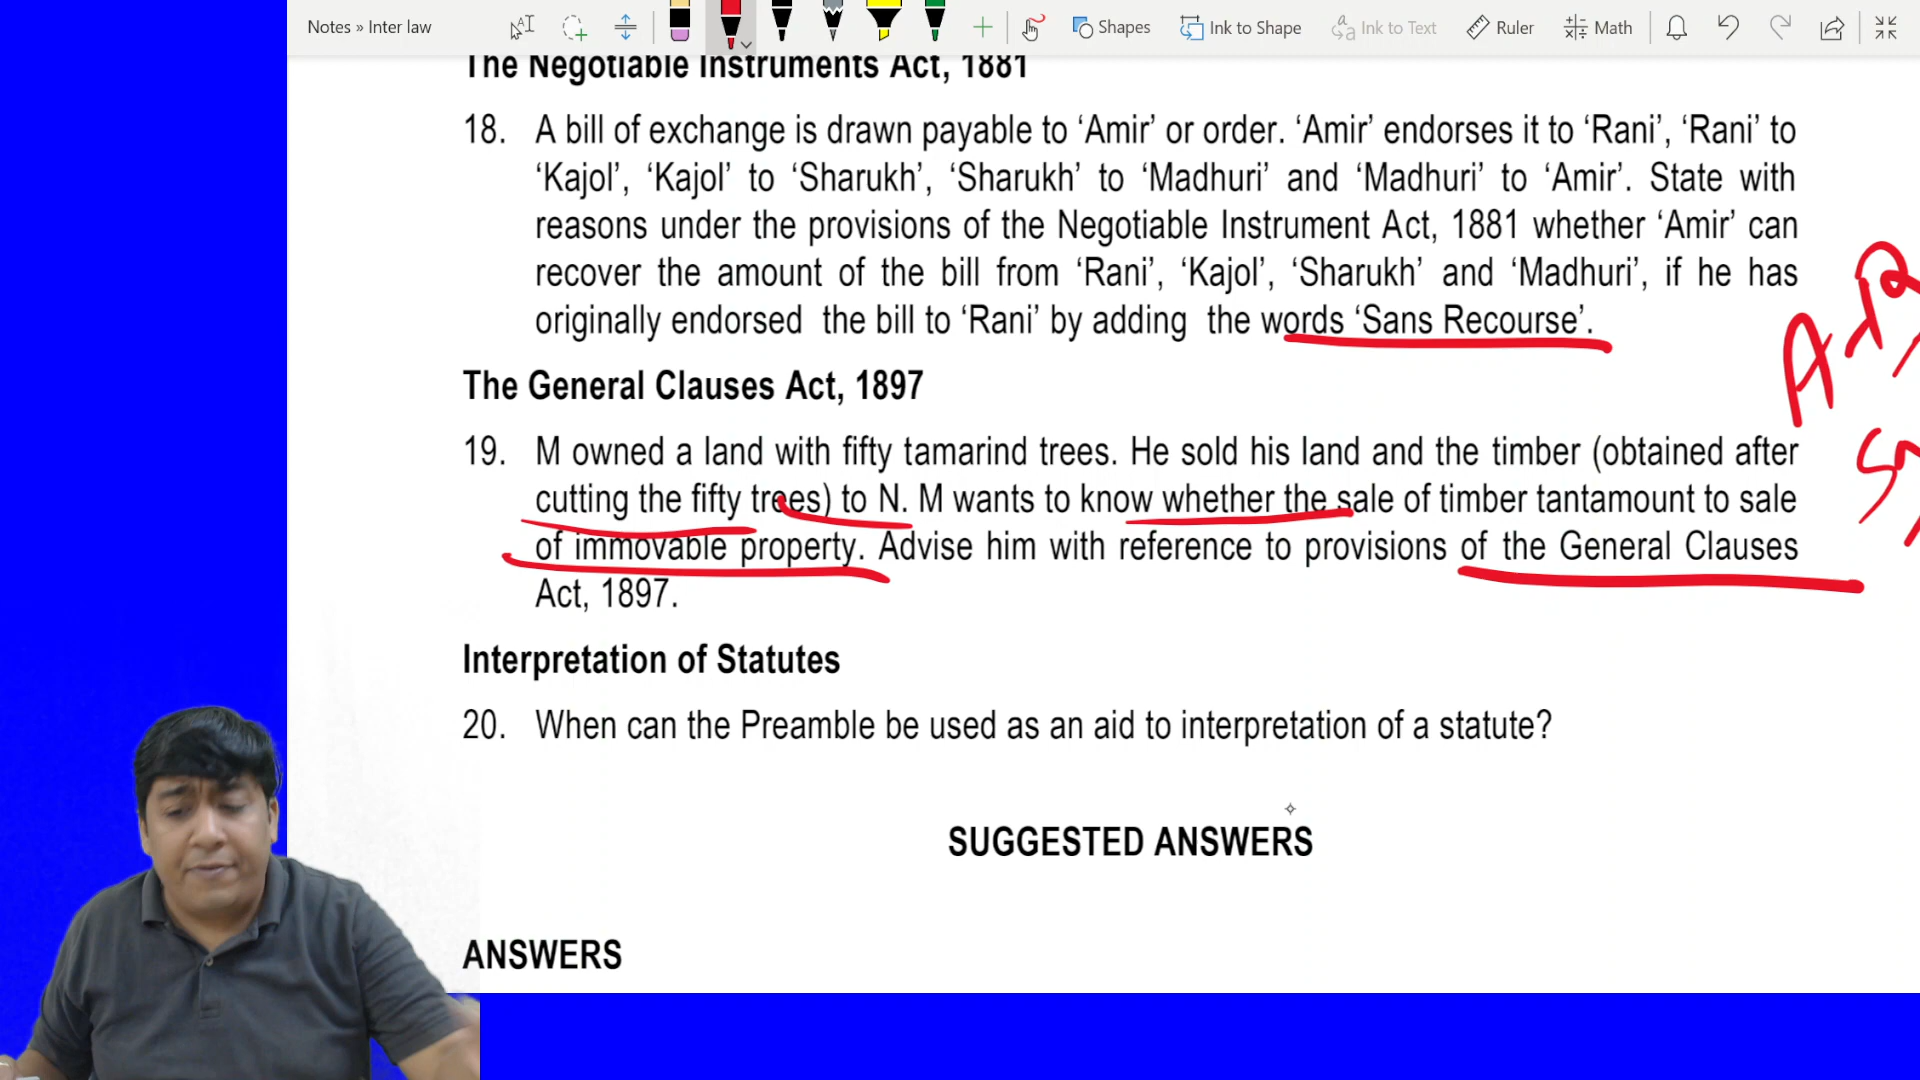 Notes » Inter law
Shapes
Ink to Shape
Ink to Text
Ruler
Math
The Negotiable Instruments Act, 1881
18. A bill of exchange is drawn payable to ‘Amir’ or order. ‘Amir’ endorses it to ‘Rani’, ‘Rani’ to
‘Kajol’, ‘Kajol’ to ‘Sharukh’, ‘Sharukh’ to ‘Madhuri’ and ‘Madhuri’ to ‘Amir’. State with
reasons under the provisions of the Negotiable Instrument Act, 1881 whether ‘Amir’ can
recover the amount of the bill from ‘Rani’, ‘Kajol’, ‘Sharukh’ and ‘Madhuri’, if he has
originally endorsed the bill to ‘Rani’ by adding the words ‘Sans Recourse’.
The General Clauses Act, 1897
19. M owned a land with fifty tamarind trees. He sold his land and the timber (obtained after
cutting the fifty trees) to N. M wants to know whether the sale of timber tantamount to sale
of immovable property. Advise him with reference to provisions of the General Clauses
Act, 1897.
Interpretation of Statutes
20. When can the Preamble be used as an aid to interpretation of a statute?
SUGGESTED ANSWERS
ANSWERS